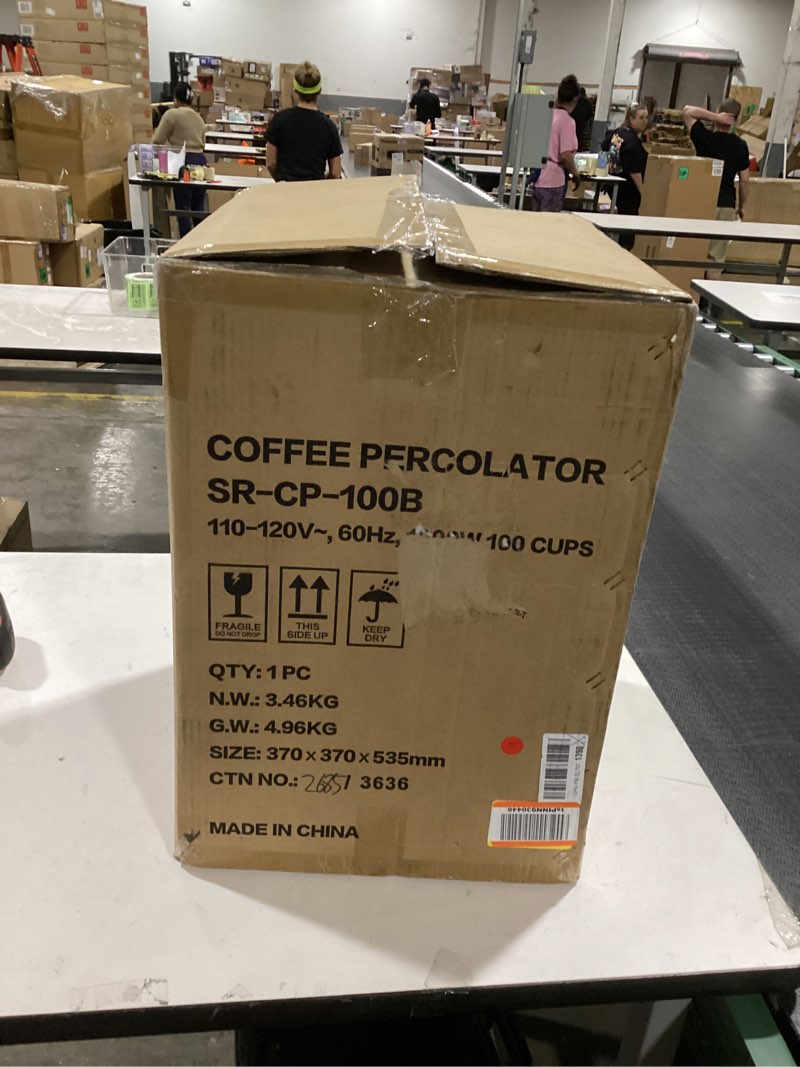 COFFEE PERCOLATOR
SR-CP-100B
110-120V~, 60Hz, 100 CUPS
FRAGILE
DO NOT DROP
THIS
SIDE UP
KEEP
DRY
QTY: 1 PC
N.W.: 3.46KG
G.W.: 4.96KG
SIZE: 370 x 370 x 535mm
CTN NO.: / 3636
MADE IN CHINA
1390